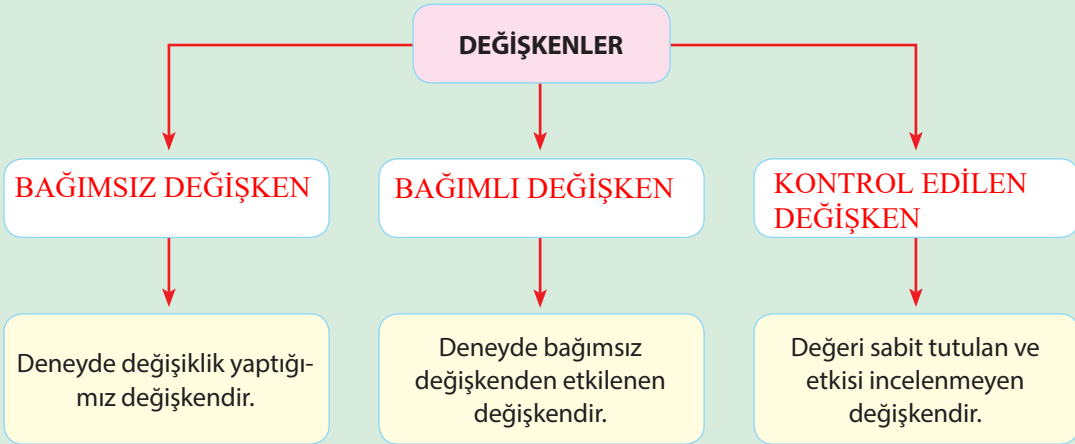 DEĞİŞKENLER
BAĞIMSIZ DEĞİŞKEN
BAĞIMLI DEĞİŞKEN
KONTROL EDİLEN
DEĞİŞKEN
Deneyde değişiklik yaptığı-
mız değişkendir.
Deneyde bağımsız
değişkenden etkilenen
değişkendir.
Değeri sabit tutulan ve
etkisi incelenmeyen
değişkendir.